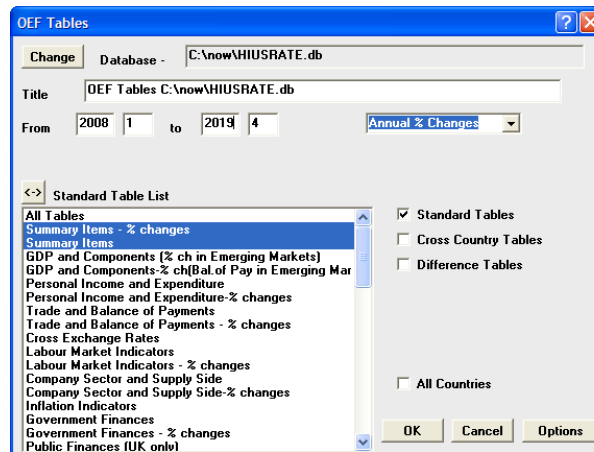 OEF Tables
Change Database - C:\now\HIUSRATE.db
Title OEF Tables C:\now\HIUSRATE.db
From 2008 1 to 2019 4 Annual % Changes
<-> Standard Table List
All Tables
Summary Items - % changes
Summary Items
GDP and Components (% ch in Emerging Markets)
GDP and Components-% ch(Bal.of Pay in Emerging Mar
Personal Income and Expenditure
Personal Income and Expenditure-% changes
Trade and Balance of Payments
Trade and Balance of Payments - % changes
Cross Exchange Rates
Labour Market Indicators
Labour Market Indicators - % changes
Company Sector and Supply Side
Company Sector and Supply Side-% changes
Inflation Indicators
Government Finances
Government Finances - % changes
Public Finances (UK only)
Standard Tables
Cross Country Tables
Difference Tables
All Countries
OK Cancel Options